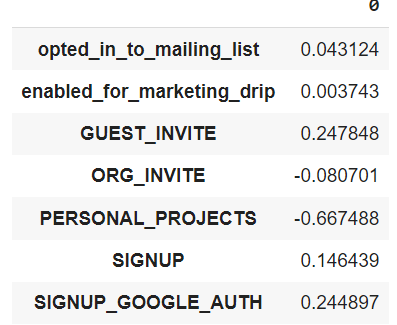 0
opted_in_to_mailing_list 0.043124
enabled_for_marketing_drip 0.003743
GUEST_INVITE 0.247848
ORG_INVITE -0.080701
PERSONAL_PROJECTS -0.667488
SIGNUP 0.146439
SIGNUP_GOOGLE_AUTH 0.244897